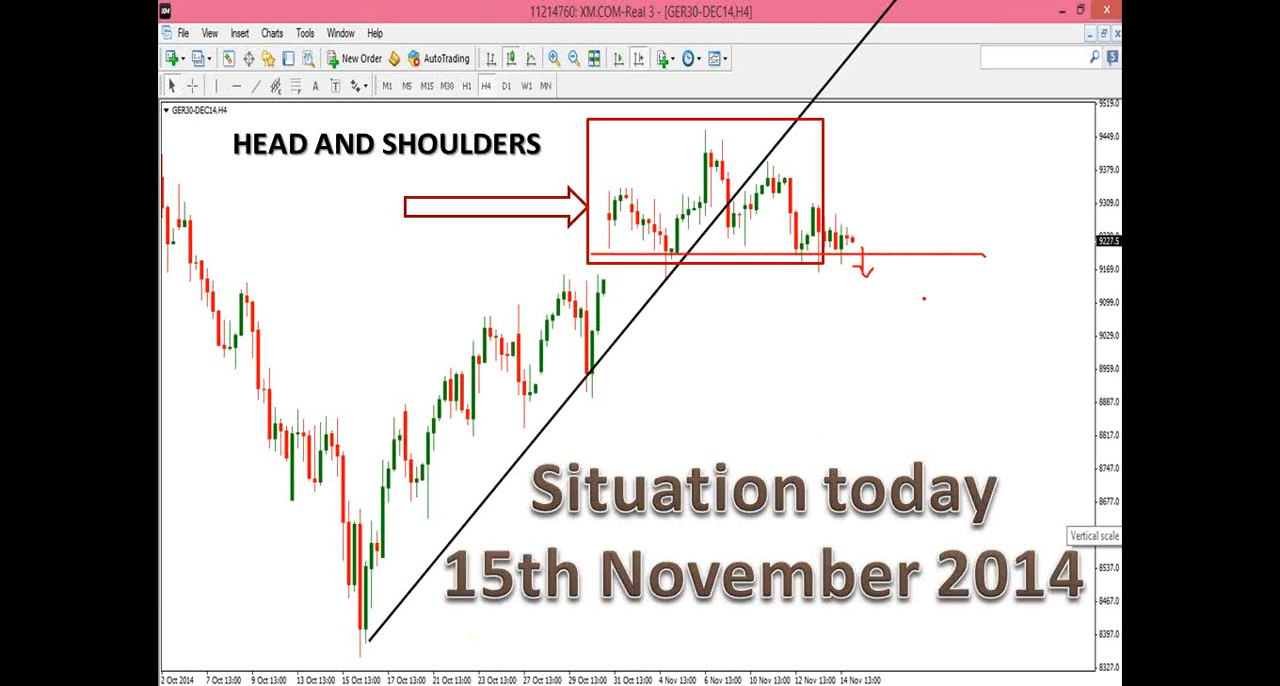 11214760: XM.COM-Real 3 - [GER30-DEC14,H4]
XM
File View Insert Charts Tools Window Help
New Order AutoTrading
5
A T M1 M5 M15 M30 H1 H4 D1 W1 MN
GER30-DEC14,H4
HEAD AND SHOULDERS
9519.0
9449.0
9379.0
9309.0
9227.5
9169.0
9099.0
9029.0
8959.0
8887.0
8817.0
8747.0
8677.0
Situation today
Vertical scale
15th November 2014
8537.0
8467.0
8397.0
8327.0
2 Oct 2014 7 Oct 13:00 9 Oct 13:00 13 Oct 13:00 15 Oct 13:00 17 Oct 13:00 21 Oct 13:00 23 Oct 13:00 27 Oct 13:00 29 Oct 13:00 31 Oct 13:00 4 Nov 13:00 6 Nov 13:00 10 Nov 13:00 12 Nov 13:00 14 Nov 13:00